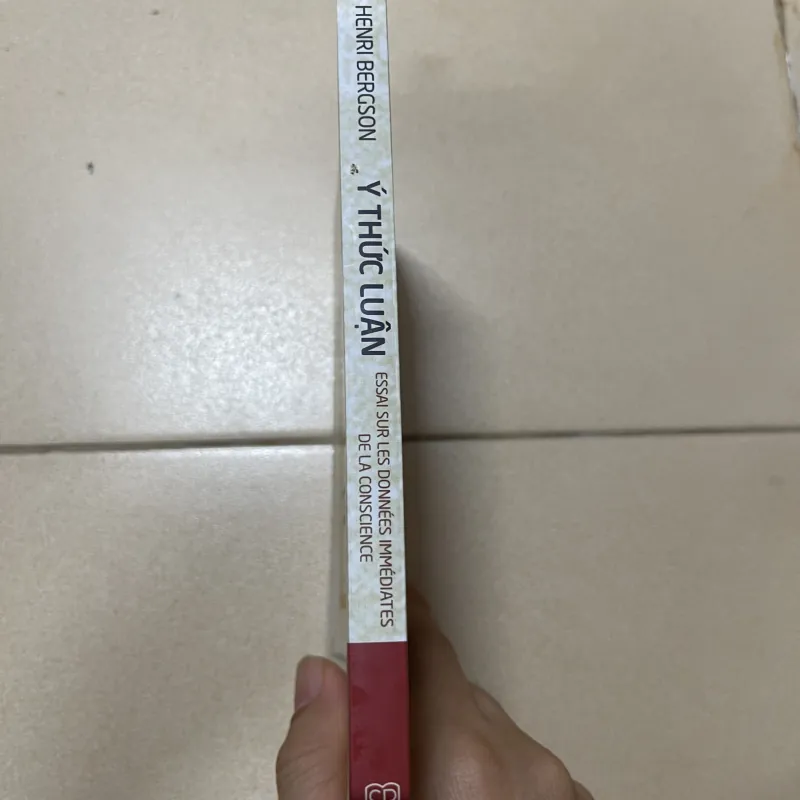 HENRI BERGSON
Ý THỨC LUẬN
ESSAI SUR LES DONNÉES IMMÉDIATES
DE LA CONSCIENCE